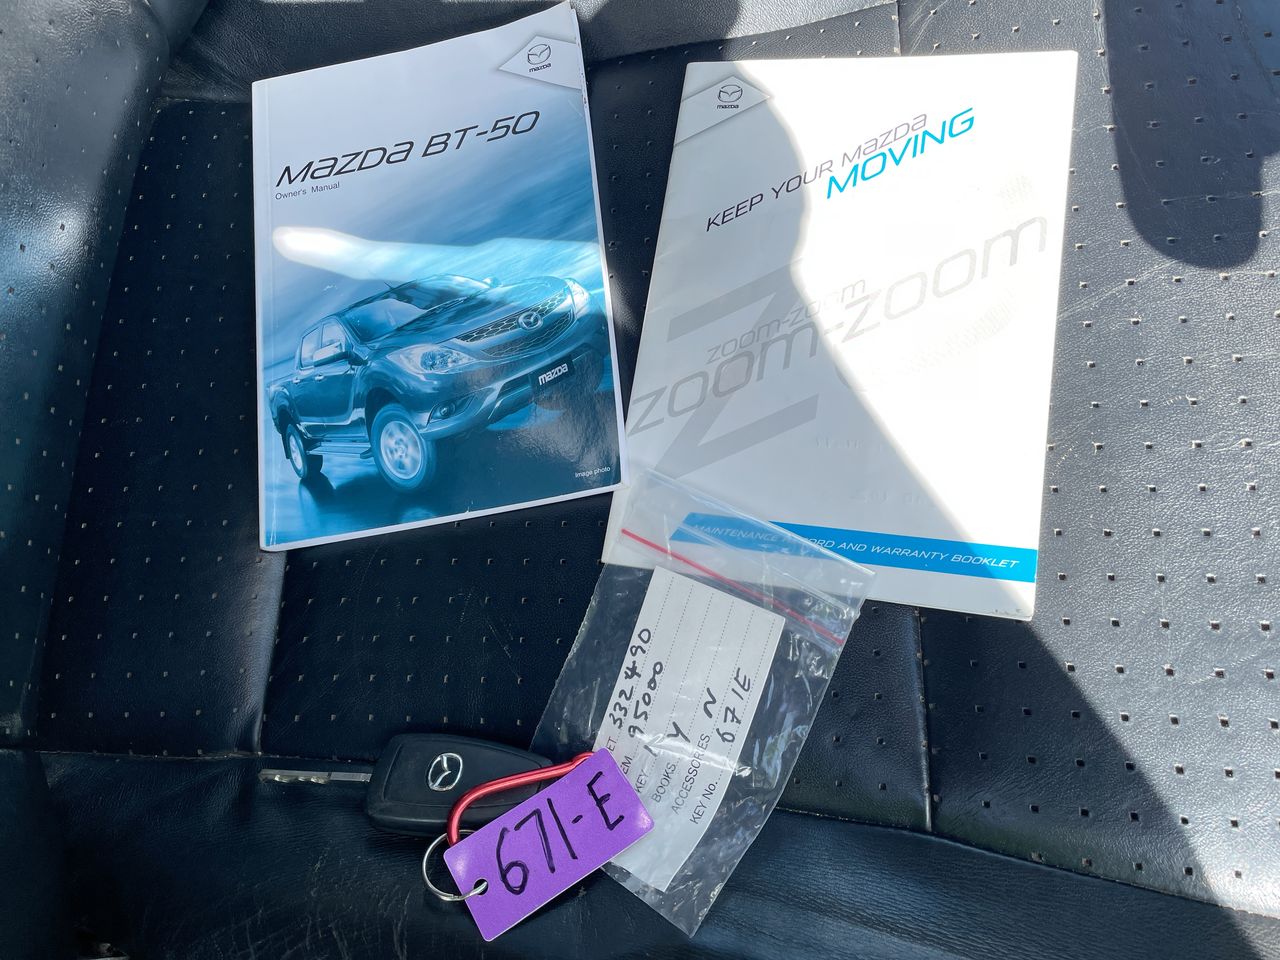 mazda
MAZDA BT-50
Owner's Manual
mazda
Image photo
mazda
KEEP YOUR MAZDA
MOVING
zoom-zoom
zoom-zoom
MAINTENANCE RECORD AND WARRANTY BOOKLET
332490
95000
KEY
BOOKS Y
ACCESSORIES N
KEY No. 671E
671-E